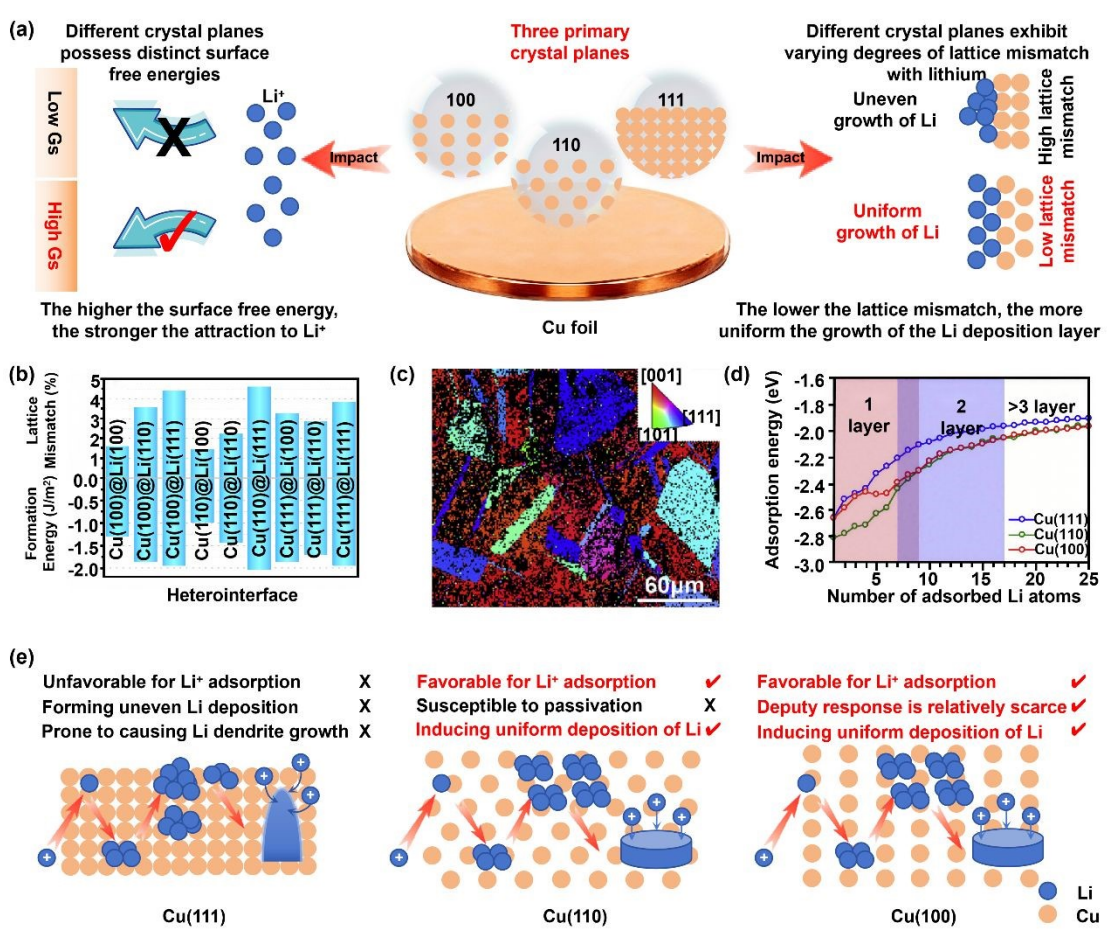 (a)
Different crystal planes
possess distinct surface
free energies
Low Gs
High Gs
Li⁺
X
The higher the surface free energy,
the stronger the attraction to Li⁺
Impact
Three primary
crystal planes
100
110
111
Cu foil
Impact
Different crystal planes exhibit
varying degrees of lattice mismatch
with lithium
Uneven
growth of Li
High lattice
mismatch
Uniform
growth of Li
Low lattice
mismatch
The lower the lattice mismatch, the more
uniform the growth of the Li deposition layer
(b)
Lattice
Mismatch (%)
Formation
Energy (J/m²)
5
4
3
2
1
0.0
-0.5
-1.0
-1.5
-2.0
Cu(100)@Li(100)
Cu(100)@Li(110)
Cu(100)@Li(111)
Cu(110)@Li(100)
Cu(110)@Li(110)
Cu(110)@Li(111)
Cu(111)@Li(100)
Cu(111)@Li(110)
Cu(111)@Li(111)
Heterointerface
(c)
[001]
[111]
[101]
60μm
(d)
Adsorption energy (eV)
-1.6
-1.8
-2.0
-2.2
-2.4
-2.6
-2.8
-3.0
1
layer
2
layer
>3 layer
Cu(111)
Cu(110)
Cu(100)
5
10
15
20
25
Number of adsorbed Li atoms
(e)
Unfavorable for Li⁺ adsorption X
Forming uneven Li deposition X
Prone to causing Li dendrite growth X
+
+
+
+
Cu(111)
Favorable for Li⁺ adsorption ✓
Susceptible to passivation X
Inducing uniform deposition of Li ✓
+
+
+
+
Cu(110)
Favorable for Li⁺ adsorption ✓
Deputy response is relatively scarce ✓
Inducing uniform deposition of Li ✓
+
+
+
+
Cu(100)
Li
Cu